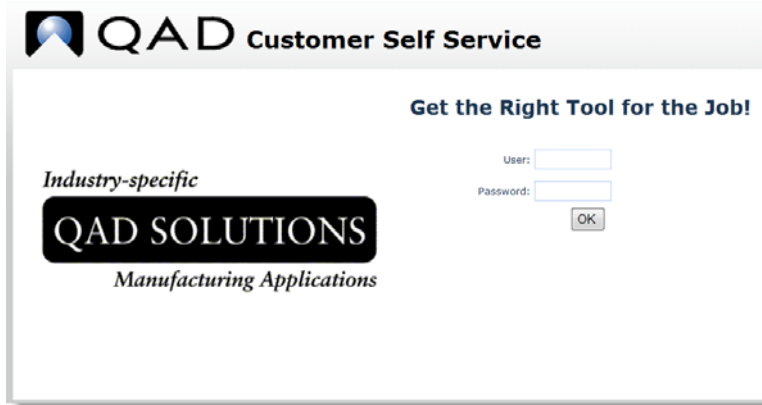 QAD Customer Self Service
Get the Right Tool for the Job!
User:
Password:
OK
Industry-specific
QAD SOLUTIONS
Manufacturing Applications